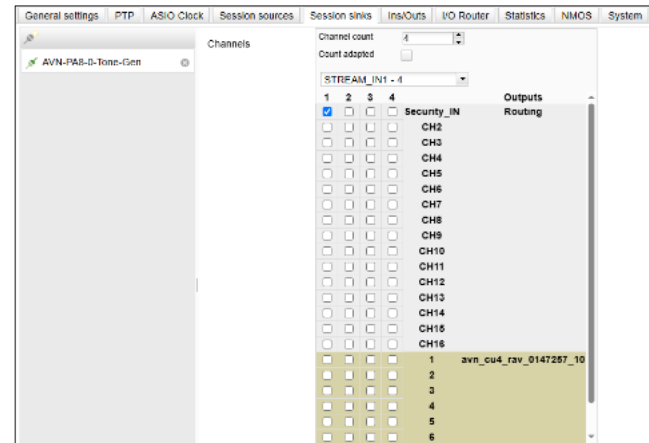 General settings PTP ASIO Clock Session sources Session sinks Ins/Outs I/O Router Statistics NMOS System
AVN-PA8-0-Tone-Gen
Channels
Channel count 4
Count adapted
STREAM_IN1 - 4
1 2 3 4 Outputs
Security_IN Routing
CH2
CH3
CH4
CH5
CH6
CH7
CH8
CH9
CH10
CH11
CH12
CH13
CH14
CH15
CH16
1 avn_cu4_rav_0147257_10
2
3
4
5
6